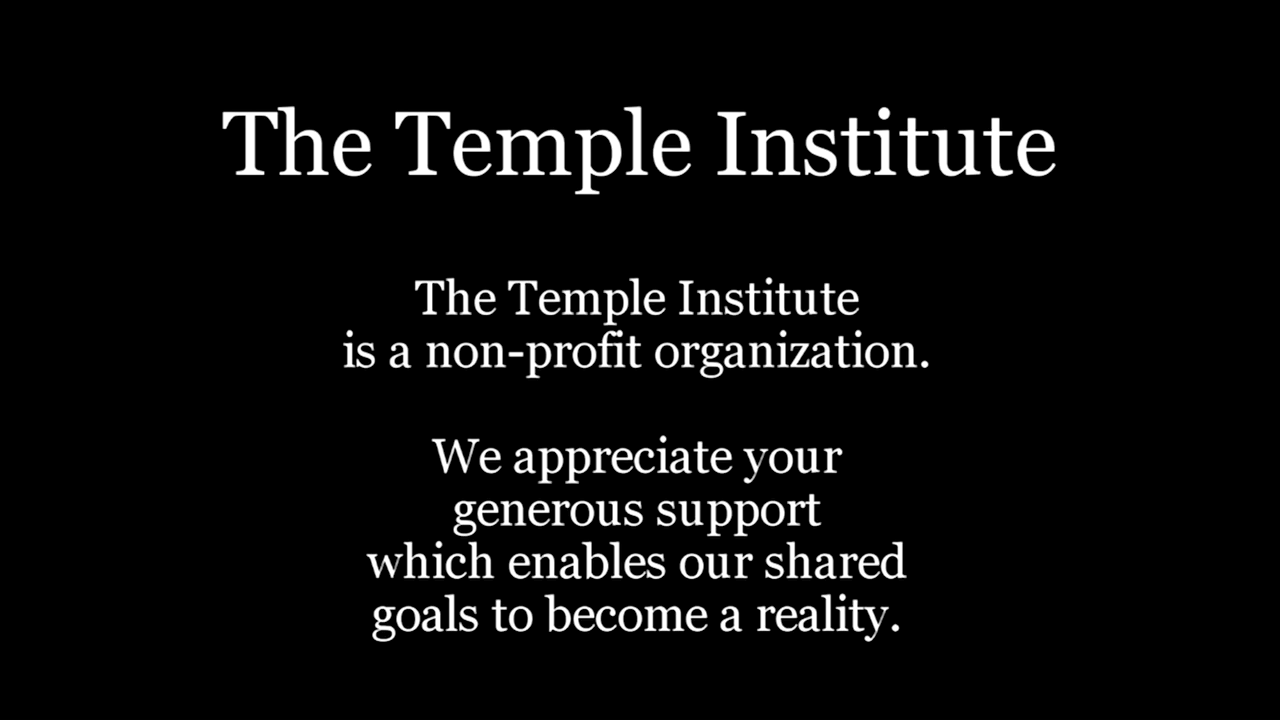 The Temple Institute
The Temple Institute
is a non-profit organization.
We appreciate your
generous support
which enables our shared
goals to become a reality.